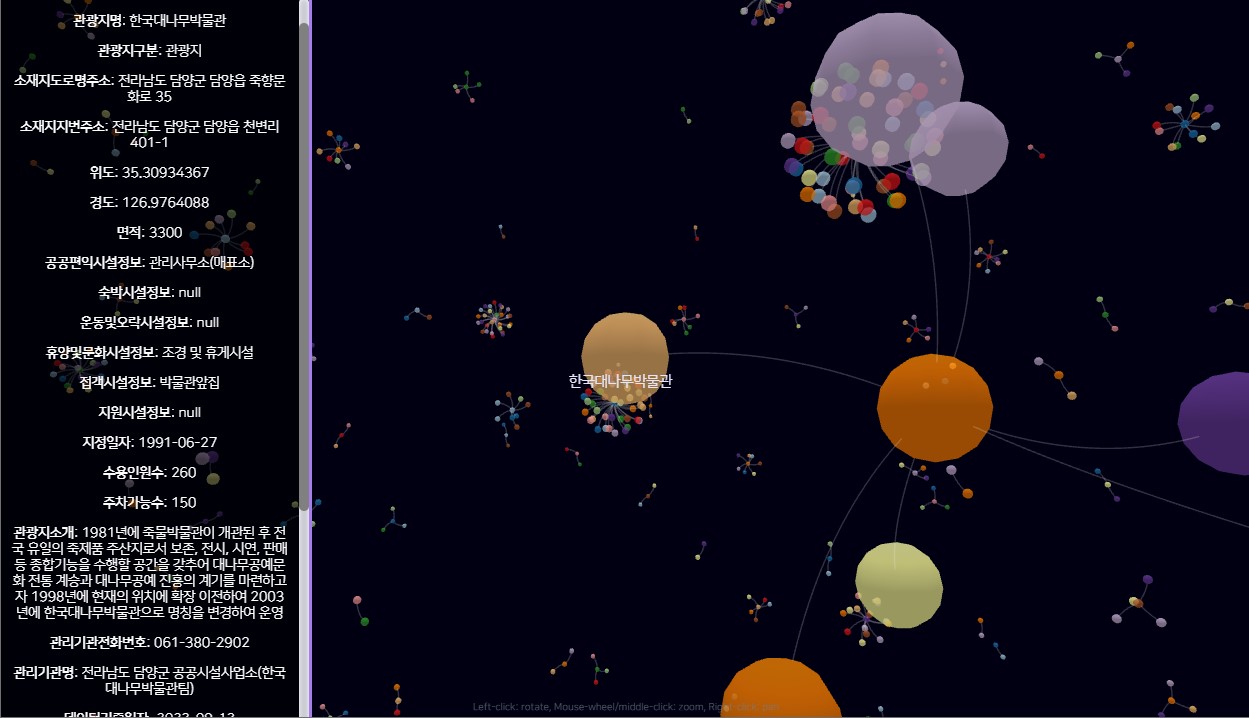 관광지명: 한국대나무박물관
관광지구분: 관광지
소재지도로명주소: 전라남도 담양군 담양읍 죽향문
화로 35
소재지지번주소: 전라남도 담양군 담양읍 천변리
401-1
위도: 35.30934367
경도: 126.9764088
면적: 3300
공공편익시설정보: 관리사무소(매표소)
숙박시설정보: null
운동및오락시설정보: null
휴양및문화시설정보: 조경 및 휴게시설
접객시설정보: 박물관앞집
지원시설정보: null
지정일자: 1991-06-27
수용인원수: 260
주차가능수: 150
관광지소개: 1981년에 죽물박물관이 개관된 후 전
국 유일의 죽제품 주산지로서 보존, 전시, 시연, 판매
등 종합기능을 수행할 공간을 갖추어 대나무공예문
화 전통 계승과 대나무공예 진흥의 계기를 마련하고
자 1998년에 현재의 위치에 확장 이전하여 2003
년에 한국대나무박물관으로 명칭을 변경하여 운영
관리기관전화번호: 061-380-2902
관리기관명: 전라남도 담양군 공공시설사업소(한국
대나무박물관팀)
한국대나무박물관
Left-click: rotate, Mouse-wheel/middle-click: zoom, Right-click: pan